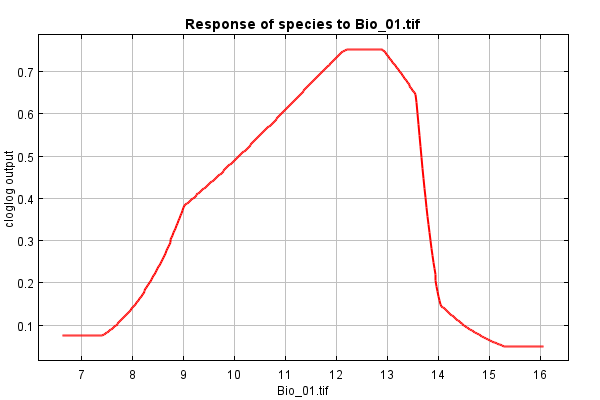 Response of species to Bio_01.tif
cloglog output
0.7
0.6
0.5
0.4
0.3
0.2
0.1
7 8 9 10 11 12 13 14 15 16
Bio_01.tif